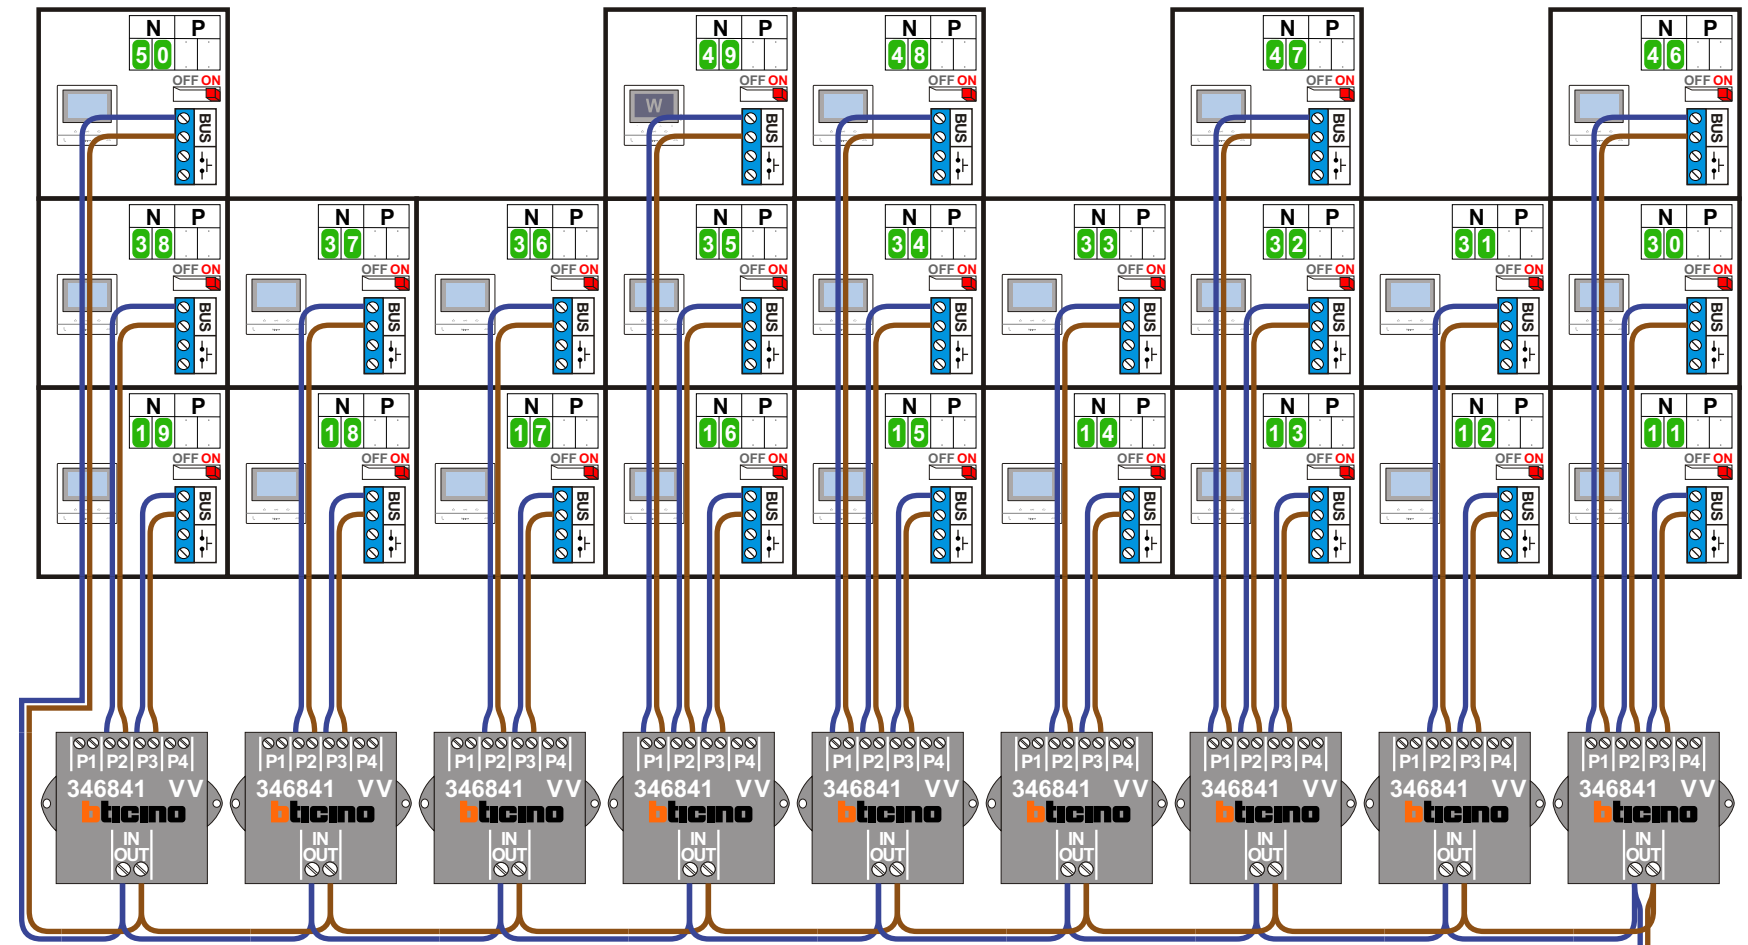 N P N P N P N P N P
50 49 48 47 46
OFF ON OFF ON OFF ON OFF ON OFF ON
W
BUS BUS BUS BUS BUS
N P N P N P N P N P N P N P N P N P
38 37 36 35 34 33 32 31 30
OFF ON OFF ON OFF ON OFF ON OFF ON OFF ON OFF ON OFF ON OFF ON
BUS BUS BUS BUS BUS BUS BUS BUS BUS
N P N P N P N P N P N P N P N P N P
19 18 17 16 15 14 13 12 11
OFF ON OFF ON OFF ON OFF ON OFF ON OFF ON OFF ON OFF ON OFF ON
BUS BUS BUS BUS BUS BUS BUS BUS BUS
P1 P2 P3 P4 P1 P2 P3 P4 P1 P2 P3 P4 P1 P2 P3 P4 P1 P2 P3 P4 P1 P2 P3 P4 P1 P2 P3 P4 P1 P2 P3 P4 P1 P2 P3 P4
346841 VV 346841 VV 346841 VV 346841 VV 346841 VV 346841 VV 346841 VV 346841 VV 346841 VV
bticino bticino bticino bticino bticino bticino bticino bticino bticino
IN IN IN IN IN IN IN IN IN
OUT OUT OUT OUT OUT OUT OUT OUT OUT